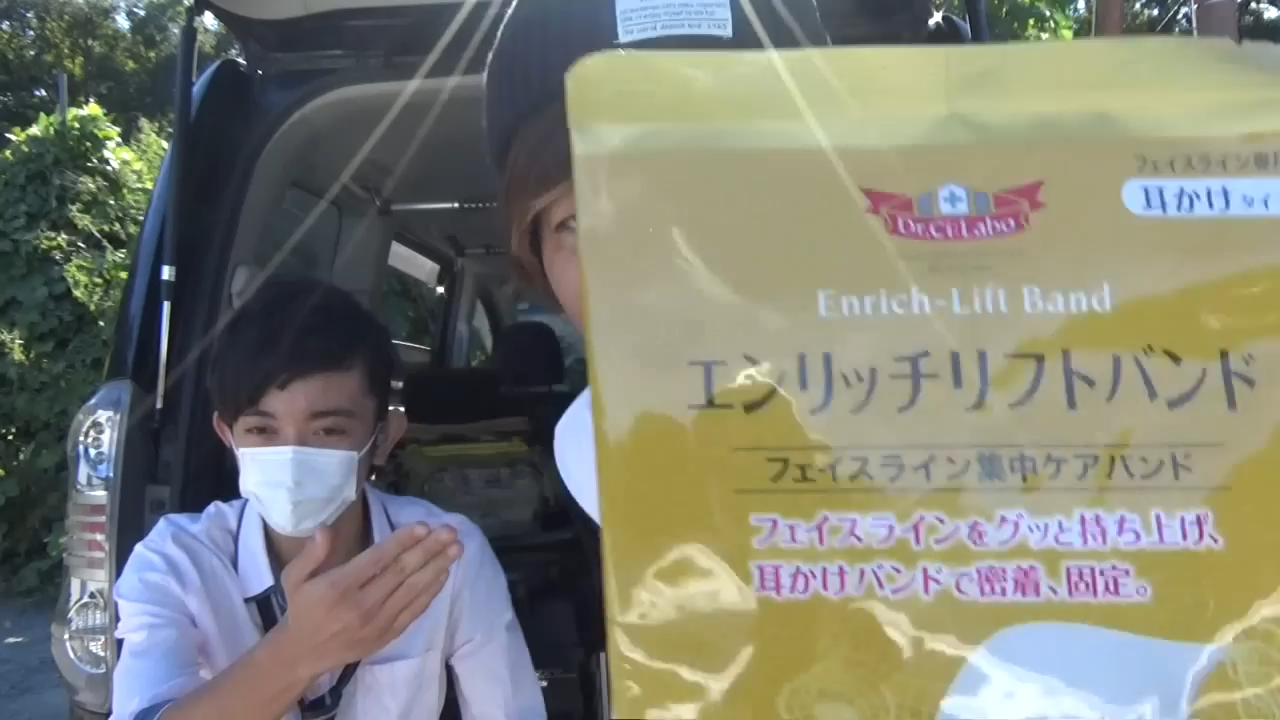 フェイスライン専用
耳かけタイ
Dr.Ci:Labo
Enrich-Lift Band
エンリッチリフトバンド
フェイスライン集中ケアバンド
フェイスラインをグッと持ち上げ、
耳かけバンドで密着、固定。